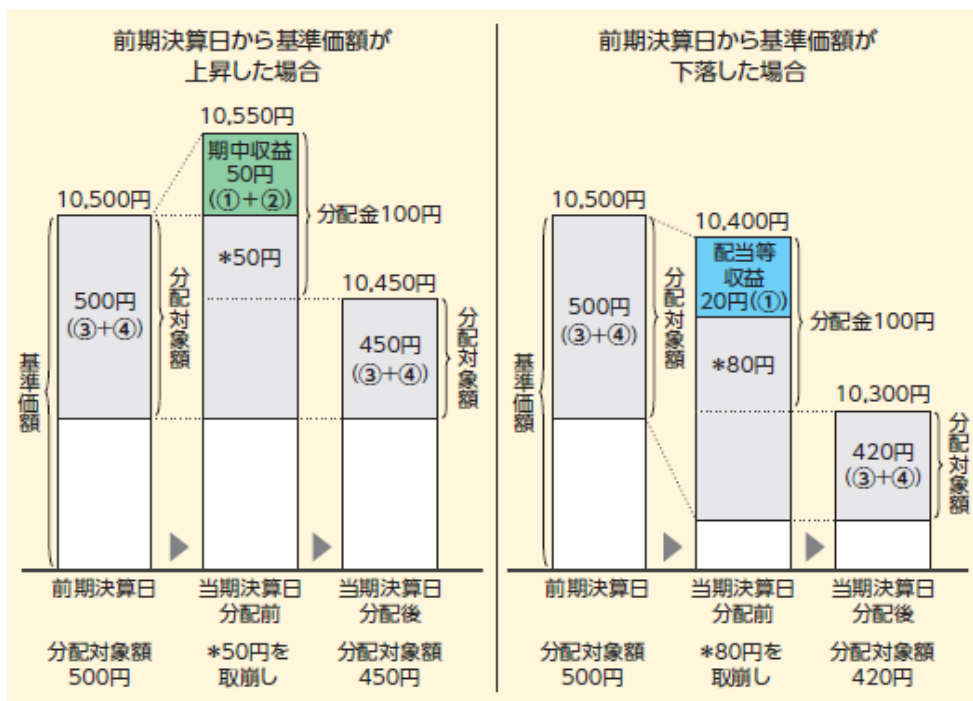 前期決算日から基準価額が
上昇した場合
10,550円
期中収益
50円
(①+②)
10,500円
分配金100円
*50円
10,450円
500円
(③+④)
分配対象額
450円
(③+④)
分配対象額
基準価額
前期決算日
当期決算日
分配前
当期決算日
分配後
分配対象額
500円
*50円を
取崩し
分配対象額
450円
前期決算日から基準価額が
下落した場合
10,500円
10,400円
配当等
収益
20円(①)
500円
(③+④)
分配対象額
分配金100円
*80円
10,300円
420円
(③+④)
分配対象額
基準価額
前期決算日
当期決算日
分配前
当期決算日
分配後
分配対象額
500円
*80円を
取崩し
分配対象額
420円